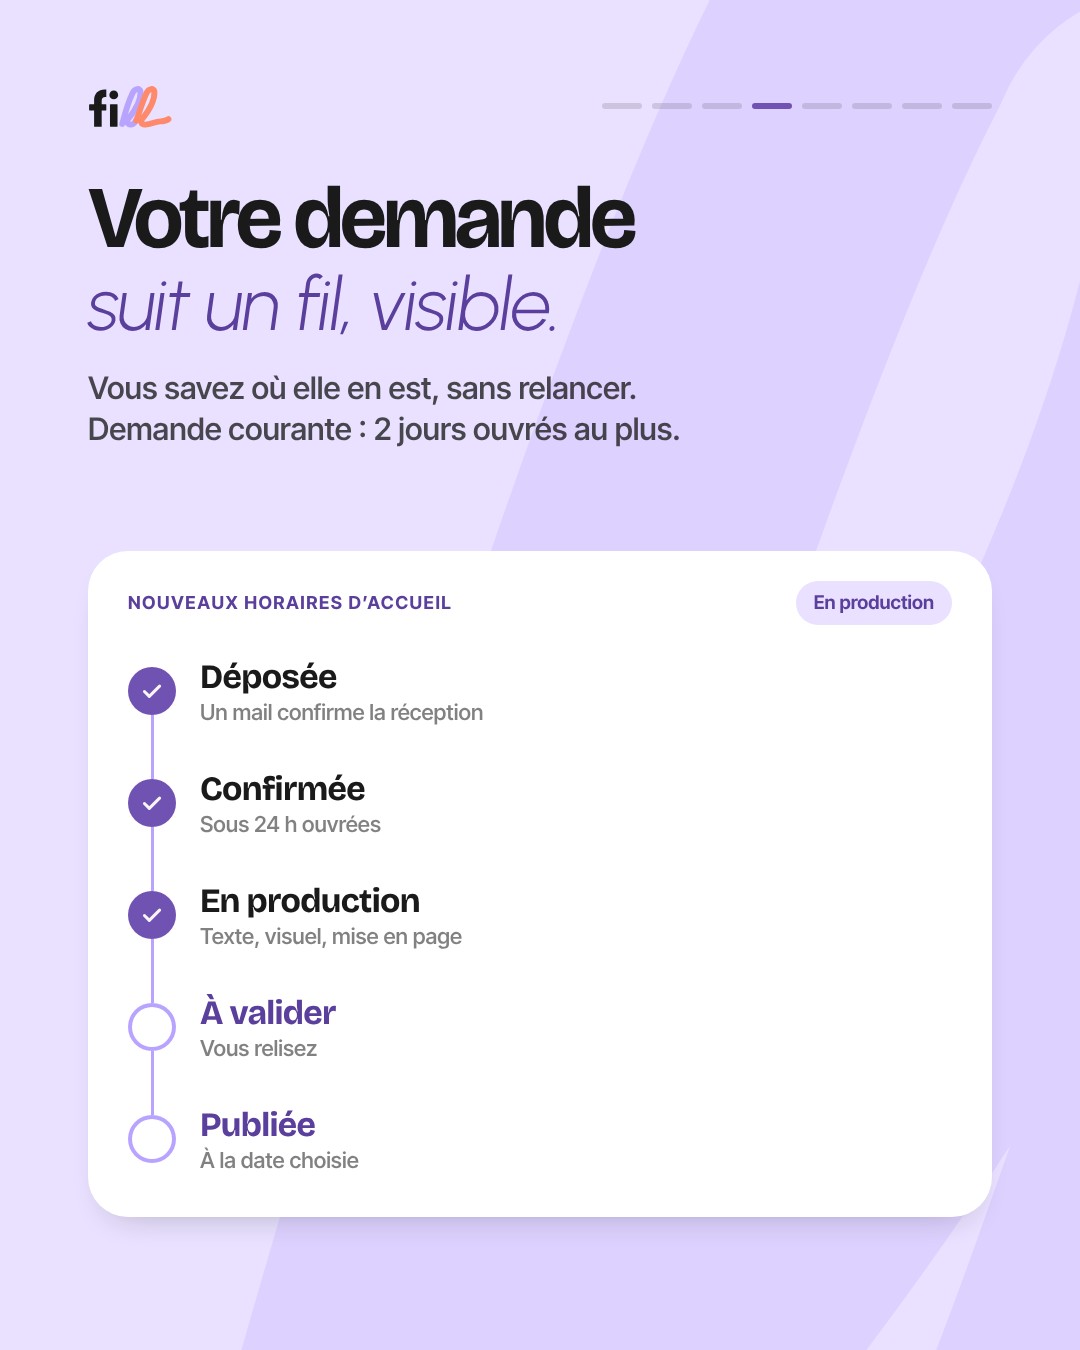 fill
Votre demande
suit un fil, visible.
Vous savez où elle en est, sans relancer.
Demande courante : 2 jours ouvrés au plus.
NOUVEAUX HORAIRES D’ACCUEIL
En production
Déposée
Un mail confirme la réception
Confirmée
Sous 24 h ouvrées
En production
Texte, visuel, mise en page
À valider
Vous relisez
Publiée
À la date choisie